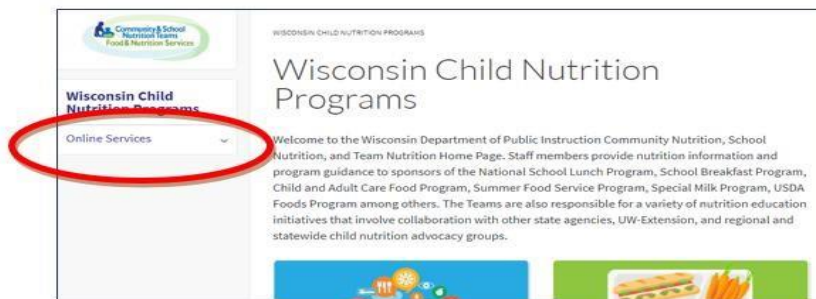 Community & School
Nutrition Teams
Food & Nutrition Services
Wisconsin Child
Nutrition Programs
Online Services
WISCONSIN CHILD NUTRITION PROGRAMS
Wisconsin Child Nutrition
Programs
Welcome to the Wisconsin Department of Public Instruction Community Nutrition, School
Nutrition, and Team Nutrition Home Page. Staff members provide nutrition information and
program guidance to sponsors of the National School Lunch Program, School Breakfast Program,
Child and Adult Care Food Program, Summer Food Service Program, Special Milk Program, USDA
Foods Program among others. The Teams are also responsible for a variety of nutrition education
initiatives that involve collaboration with other state agencies, UW-Extension, and regional and
statewide child nutrition advocacy groups.